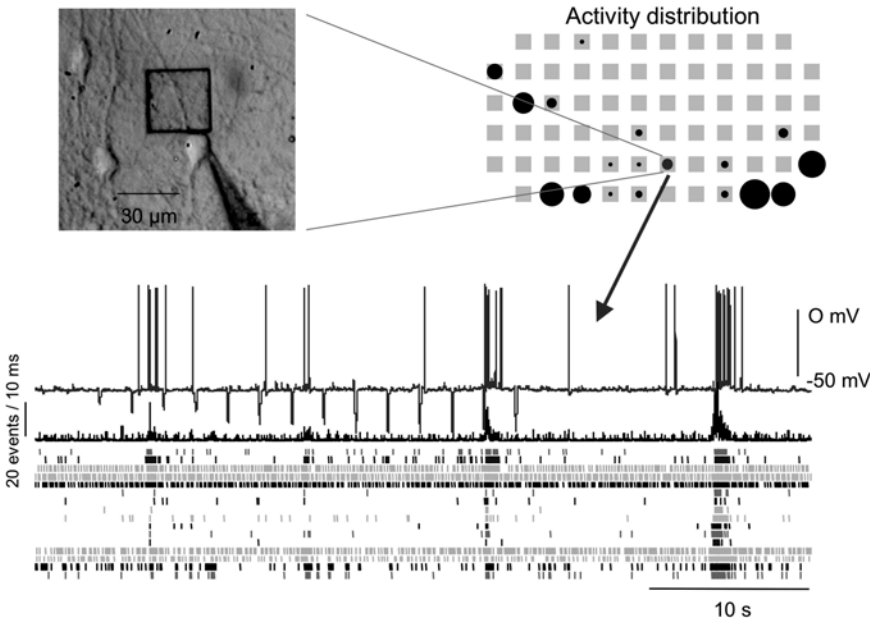 Activity distribution
30 µm
O mV
-50 mV
20 events / 10 ms
10 s